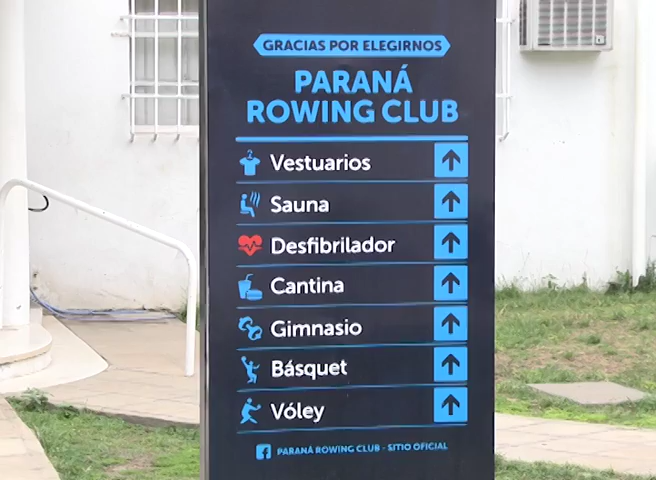 GRACIAS POR ELEGIRNOS
PARANÁ
ROWING CLUB
Vestuarios
Sauna
Desfibrilador
Cantina
Gimnasio
Básquet
Vóley
PARANÁ ROWING CLUB - SITIO OFICIAL